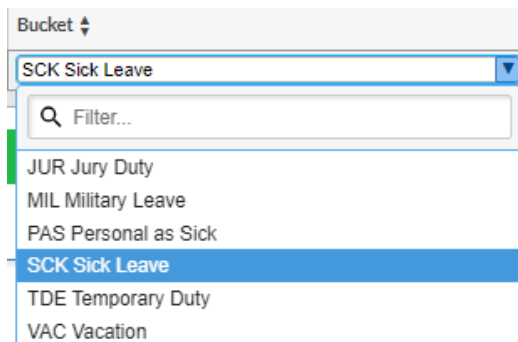 Bucket
SCK Sick Leave
Filter...
JUR Jury Duty
MIL Military Leave
PAS Personal as Sick
SCK Sick Leave
TDE Temporary Duty
VAC Vacation